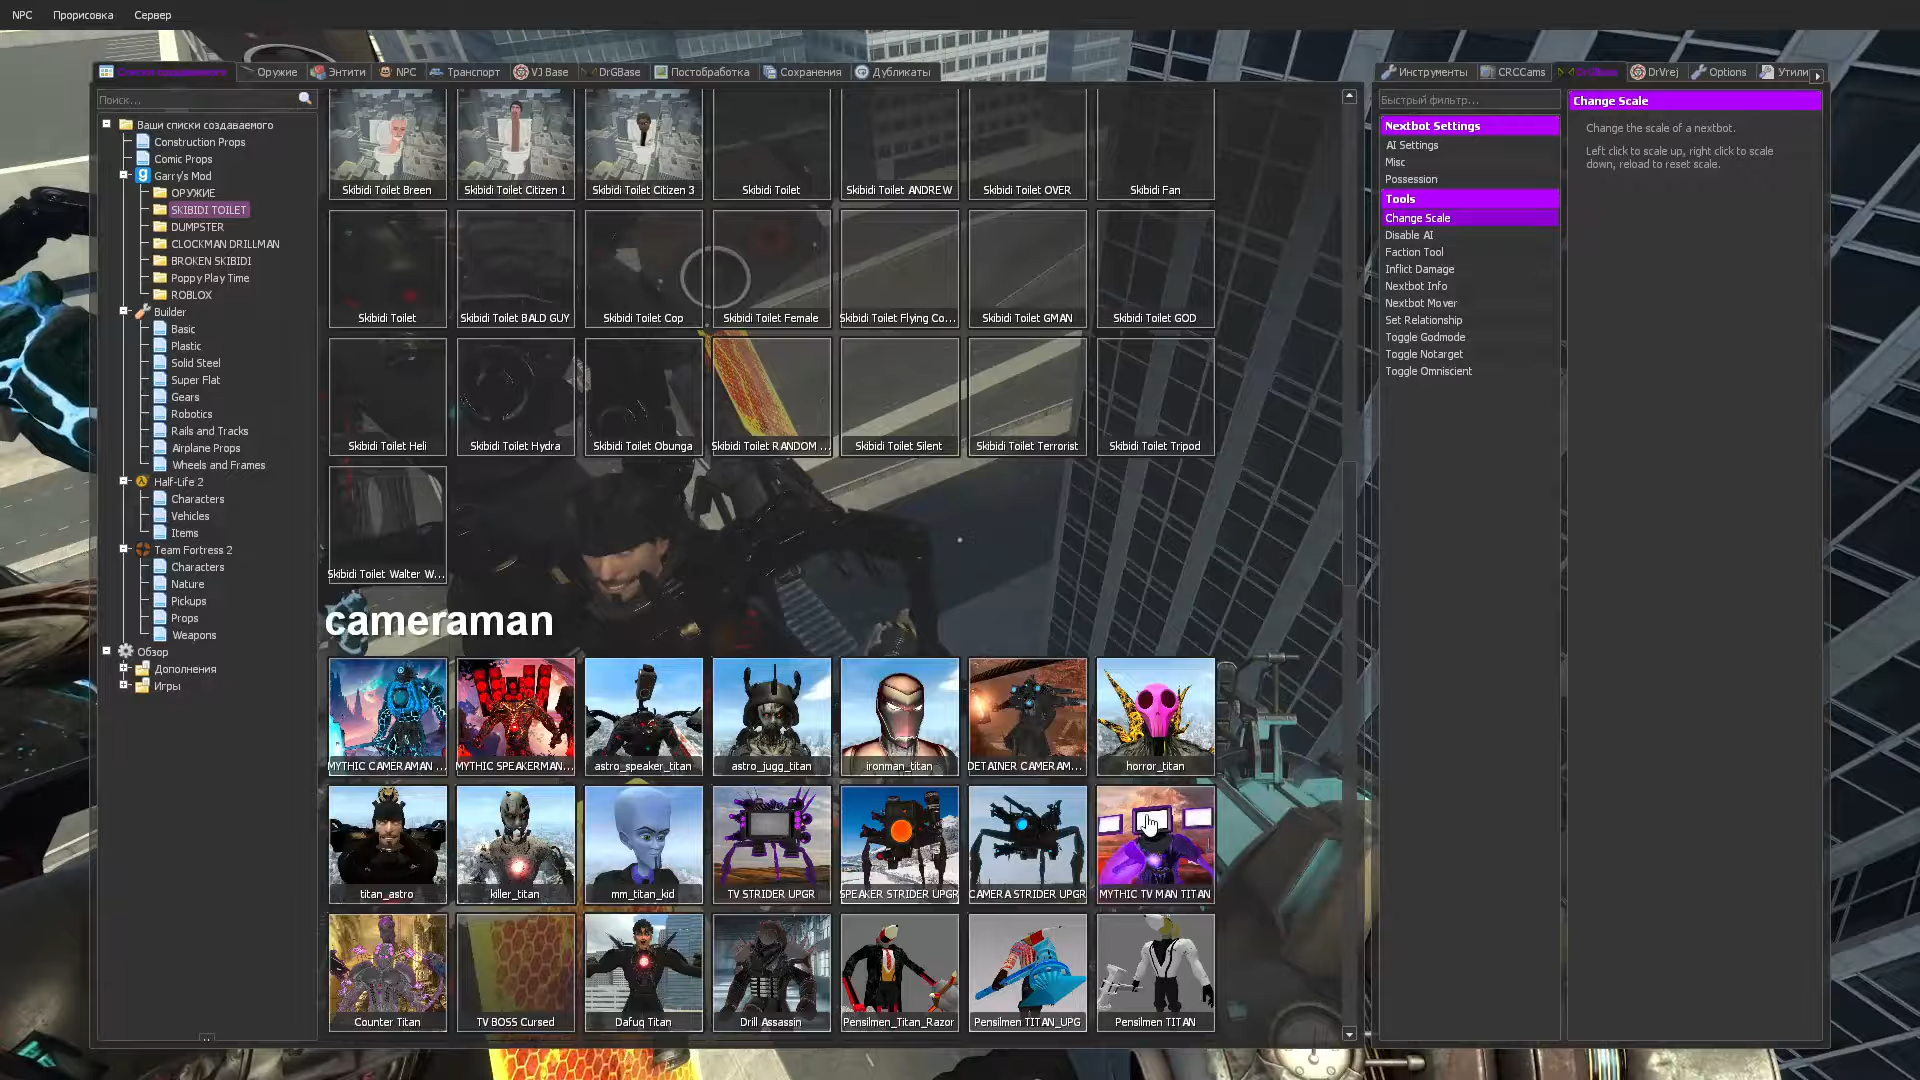 NPC Прорисовка Сервер
Списки создаваемого Оружие Энтити NPC Транспорт VJ Base DrGBase Постобработка Сохранения Дубликаты
Поиск...
Ваши списки создаваемого
Construction Props
Comic Props
Garry's Mod
ОРУЖИЕ
SKIBIDI TOILET
DUMPSTER
CLOCKMAN DRILLMAN
BROKEN SKIBIDI
Poppy Play Time
ROBLOX
Builder
Basic
Plastic
Solid Steel
Super Flat
Gears
Robotics
Rails and Tracks
Airplane Props
Wheels and Frames
Half-Life 2
Characters
Vehicles
Items
Team Fortress 2
Characters
Nature
Pickups
Props
Weapons
Обзор
Дополнения
Игры
Skibidi Toilet Breen Skibidi Toilet Citizen 1 Skibidi Toilet Citizen 3 Skibidi Toilet Skibidi Toilet ANDREW Skibidi Toilet OVER Skibidi Fan
Skibidi Toilet Skibidi Toilet BALD GUY Skibidi Toilet Cop Skibidi Toilet Female Skibidi Toilet Flying Co... Skibidi Toilet GMAN Skibidi Toilet GOD
Skibidi Toilet Heli Skibidi Toilet Hydra Skibidi Toilet Obunga Skibidi Toilet RANDOM ... Skibidi Toilet Silent Skibidi Toilet Terrorist Skibidi Toilet Tripod
Skibidi Toilet Walter W...
cameraman
MYTHIC CAMERAMAN ... MYTHIC SPEAKERMAN... astro_speaker_titan astro_jugg_titan ironman_titan DETAINER CAMERAM... horror_titan
titan_astro killer_titan mm_titan_kid TV STRIDER UPGR SPEAKER STRIDER UPGR CAMERA STRIDER UPGR MYTHIC TV MAN TITAN
Counter Titan TV BOSS Cursed Dafuq Titan Drill Assassin Pensilmen_Titan_Razor Pensilmen TITAN_UPG Pensilmen TITAN
Инструменты CRCCams DrGBase DrVrej Options Утили
Быстрый фильтр...
Nextbot Settings
AI Settings
Misc
Possession
Tools
Change Scale
Disable AI
Faction Tool
Inflict Damage
Nextbot Info
Nextbot Mover
Set Relationship
Toggle Godmode
Toggle Notarget
Toggle Omniscient
Change Scale
Change the scale of a nextbot.
Left click to scale up, right click to scale
down, reload to reset scale.